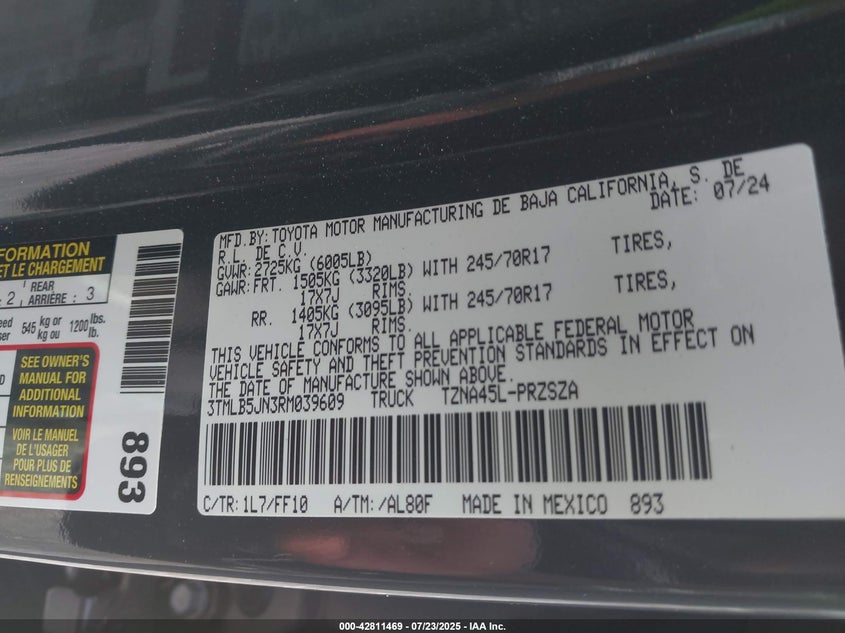 FORMATION
ET LE CHARGEMENT
2, REAR ARRIÈRE : 3
545 kg or kg ou 1200 lbs. lb.
SEE OWNER'S
MANUAL FOR
ADDITIONAL
INFORMATION
VOIR LE MANUEL
DE L'USAGER
POUR PLUS DE
RENSEIGNEMENTS
893
MFD.BY:TOYOTA MOTOR MANUFACTURING DE BAJA CALIFORNIA, S. DE
R.L. DE C.V. DATE: 07/24
GVWR:2725KG (6005LB)
GAWR:FRT. 1505KG (3320LB) WITH 245/70R17 TIRES,
17X7J RIMS.
RR. 1405KG (3095LB) WITH 245/70R17 TIRES,
17X7J RIMS.
THIS VEHICLE CONFORMS TO ALL APPLICABLE FEDERAL MOTOR
VEHICLE SAFETY AND THEFT PREVENTION STANDARDS IN EFFECT ON
THE DATE OF MANUFACTURE SHOWN ABOVE.
3TMLB5JN3RM039609 TRUCK TZNA45L-PRZSZA
C/TR:1L7/FF10 A/TM:/AL80F MADE IN MEXICO 893
000-42811469 - 07/23/2025 - IAA Inc.